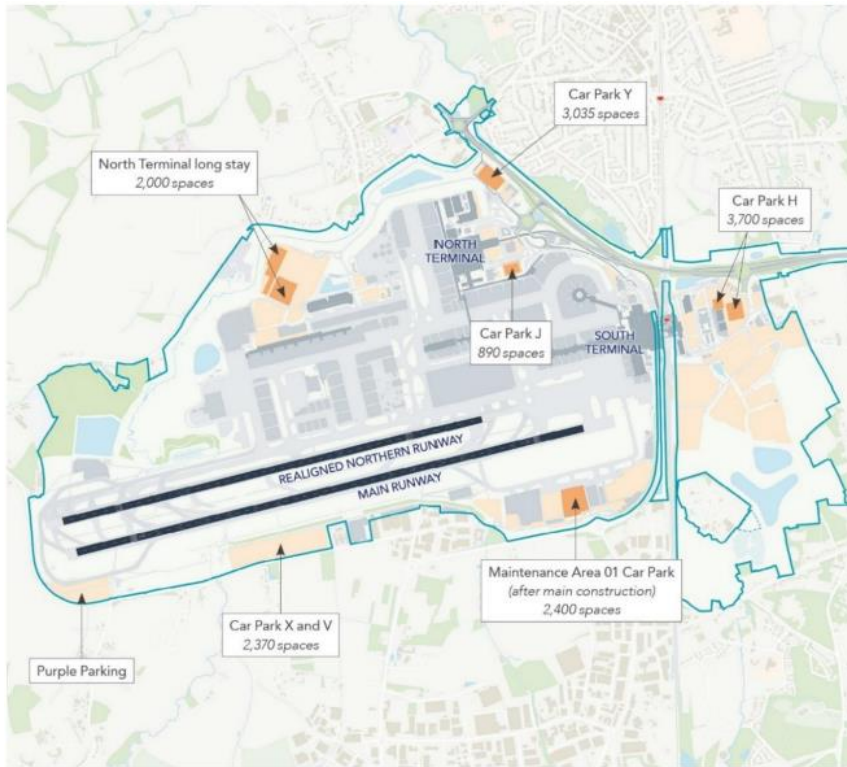 Car Park Y
3,035 spaces
North Terminal long stay
2,000 spaces
Car Park H
3,700 spaces
NORTH
TERMINAL
Car Park J
890 spaces
SOUTH
TERMINAL
REALIGNED NORTHERN RUNWAY
MAIN RUNWAY
Maintenance Area 01 Car Park
(after main construction)
2,400 spaces
Car Park X and V
2,370 spaces
Purple Parking